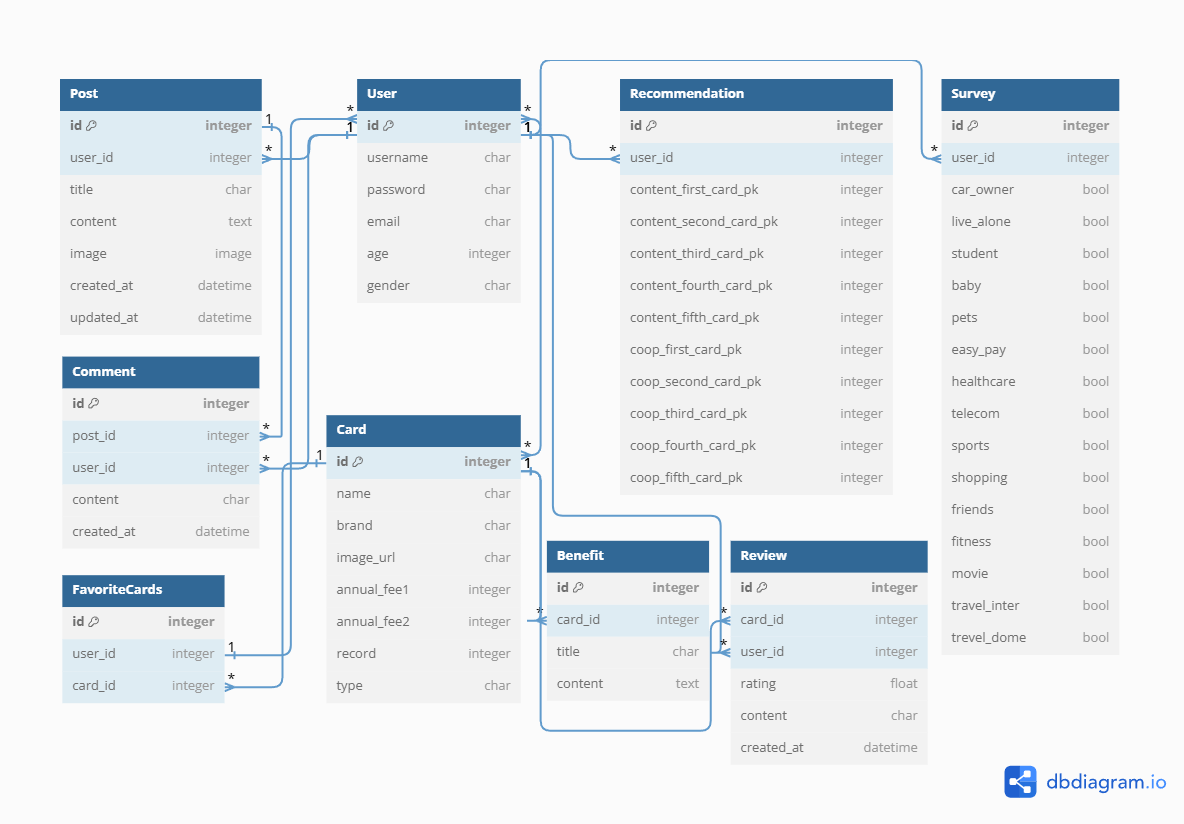 Post
id integer
user_id integer
title char
content text
image image
created_at datetime
updated_at datetime
User
id integer
username char
password char
email char
age integer
gender char
Recommendation
id integer
user_id integer
content_first_card_pk integer
content_second_card_pk integer
content_third_card_pk integer
content_fourth_card_pk integer
content_fifth_card_pk integer
coop_first_card_pk integer
coop_second_card_pk integer
coop_third_card_pk integer
coop_fourth_card_pk integer
coop_fifth_card_pk integer
Survey
id integer
user_id integer
car_owner bool
live_alone bool
student bool
baby bool
pets bool
easy_pay bool
healthcare bool
telecom bool
sports bool
shopping bool
friends bool
fitness bool
movie bool
travel_inter bool
trevel_dome bool
Comment
id integer
post_id integer
user_id integer
content char
created_at datetime
Card
id integer
name char
brand char
image_url char
annual_fee1 integer
annual_fee2 integer
record integer
type char
FavoriteCards
id integer
user_id integer
card_id integer
Benefit
id integer
card_id integer
title char
content text
Review
id integer
card_id integer
user_id integer
rating float
content char
created_at datetime
1
*
*
1
*
1
*
*
*
*
1
*
1
1
*
*
*
*
dbdiagram.io